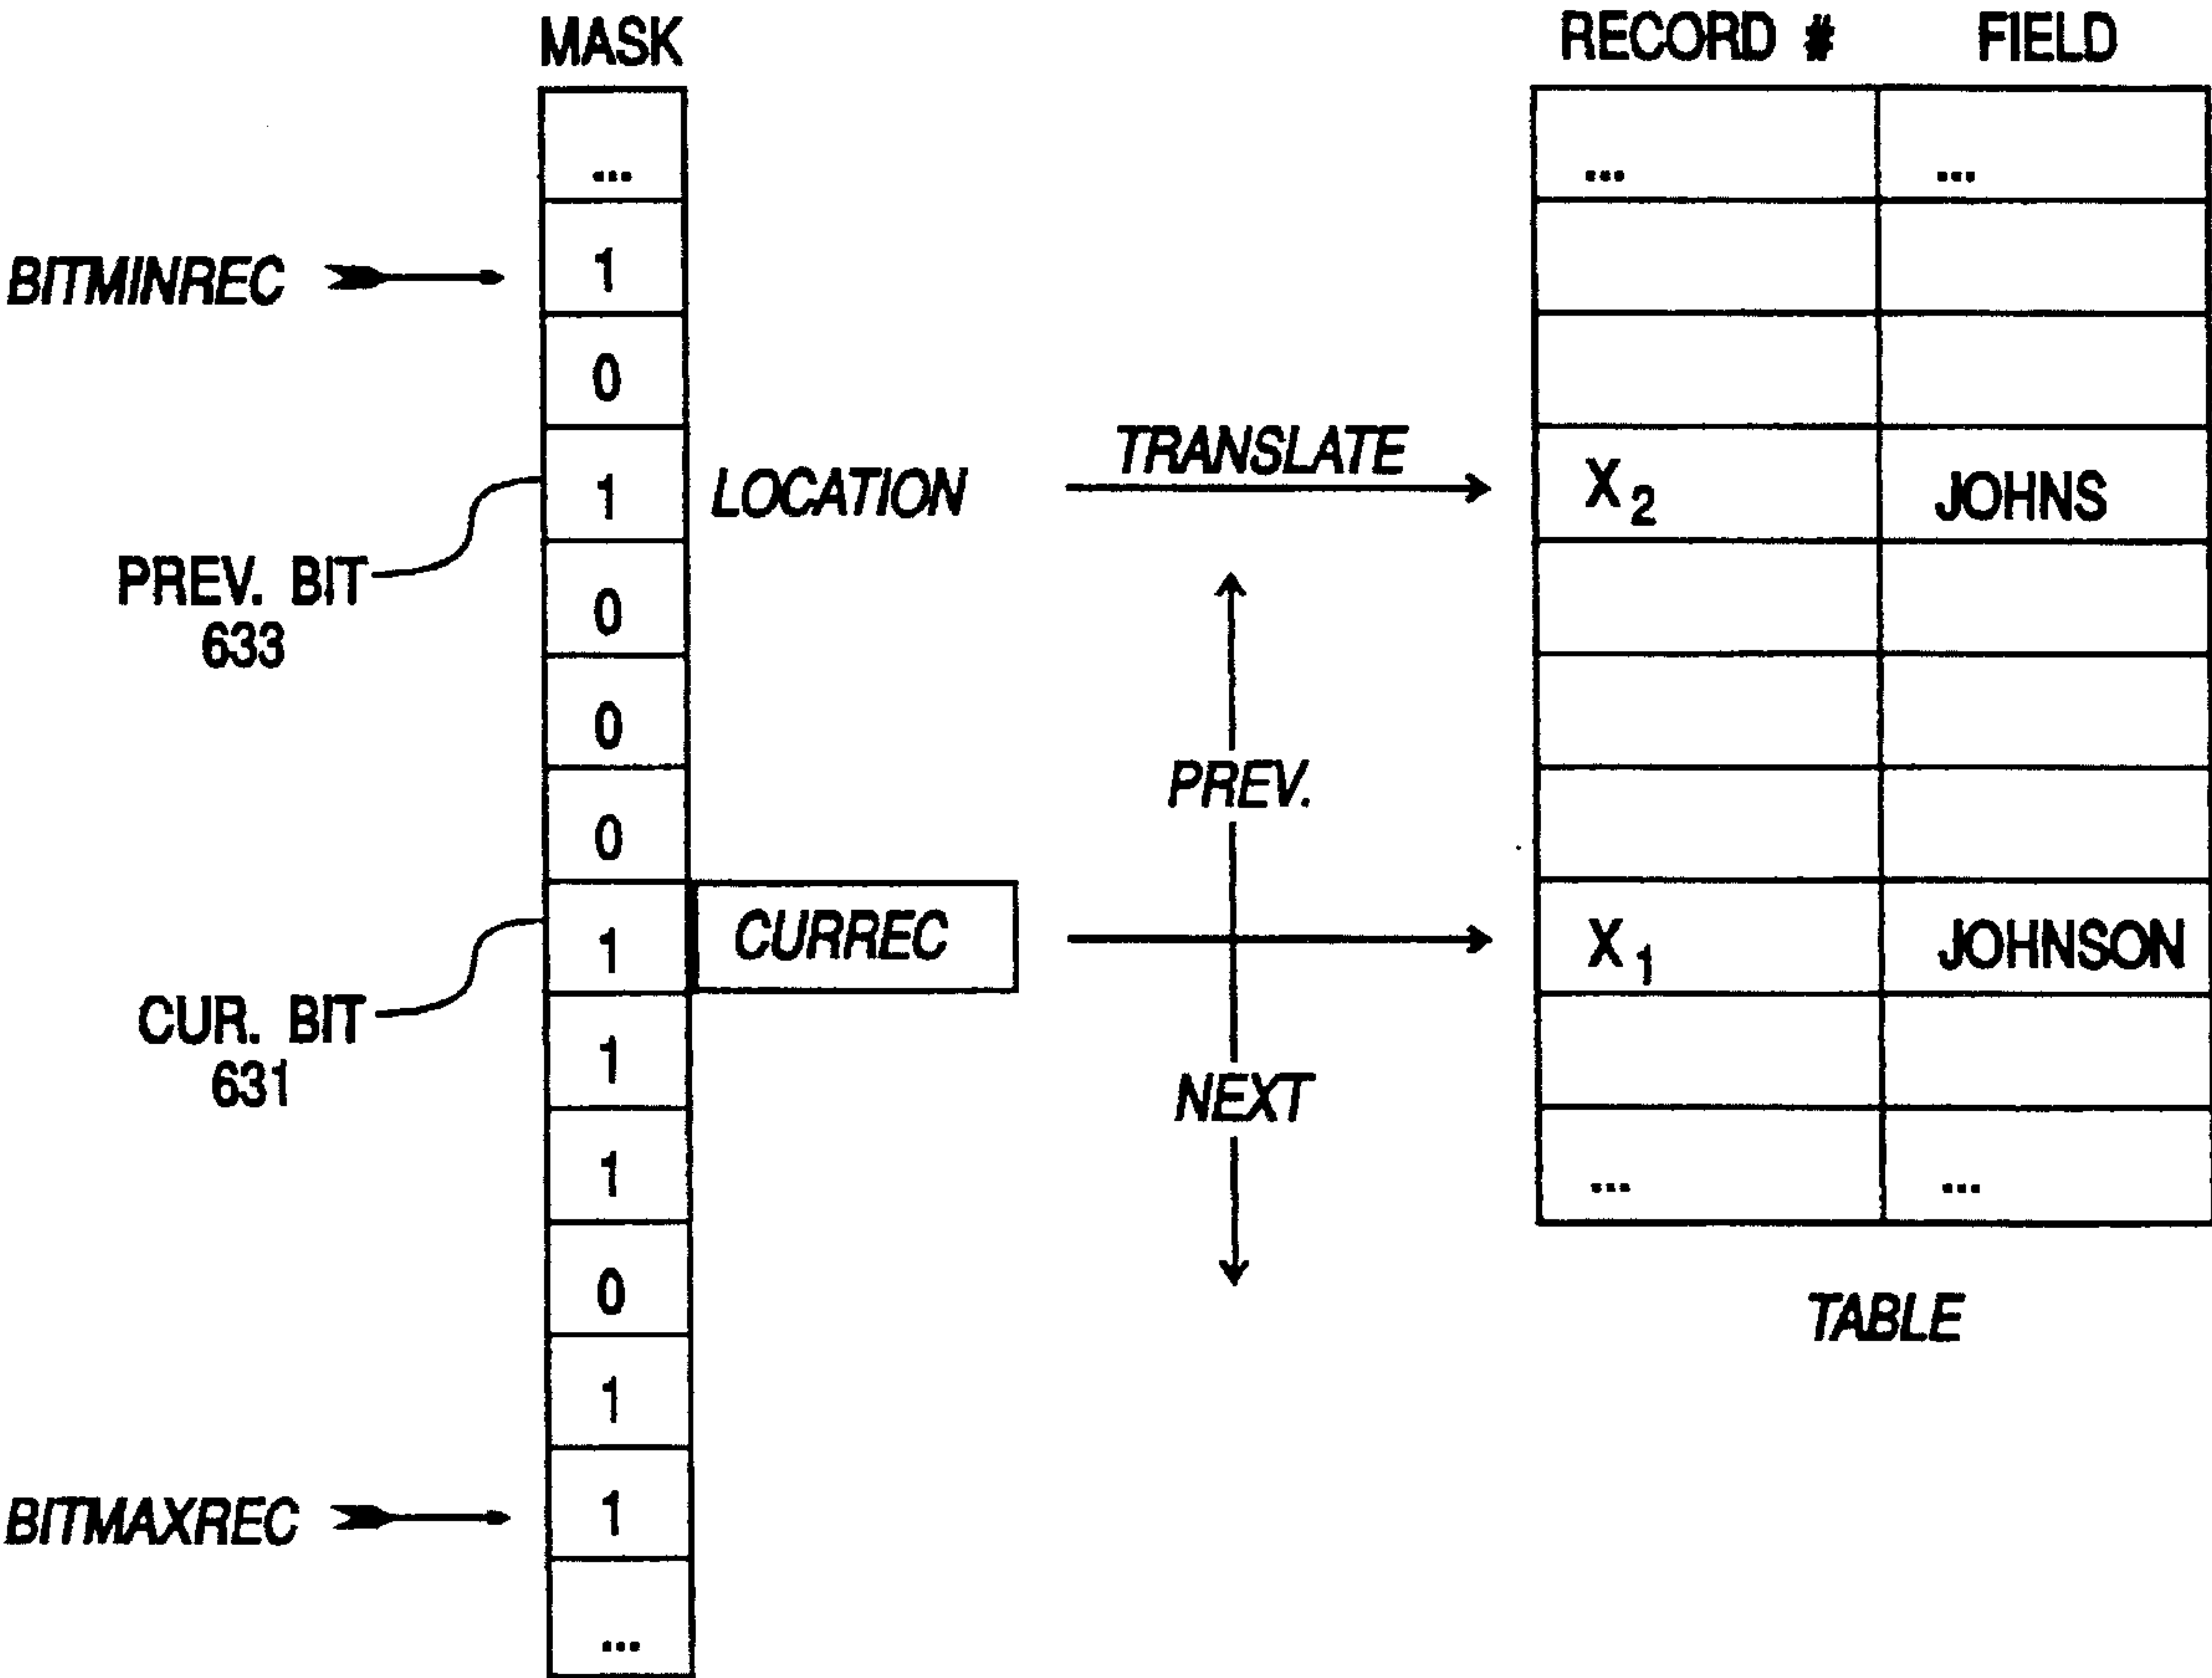 MASK
RECORD # FIELD
... ... ...
BITMINREC 1
0
1 LOCATION TRANSLATE X2 JOHNS
PREV. BIT
633
0
0
PREV.
0
1 CURREC X1 JOHNSON
CUR. BIT
631
1
NEXT
1
... ...
0
TABLE
1
BITMAXREC 1
...